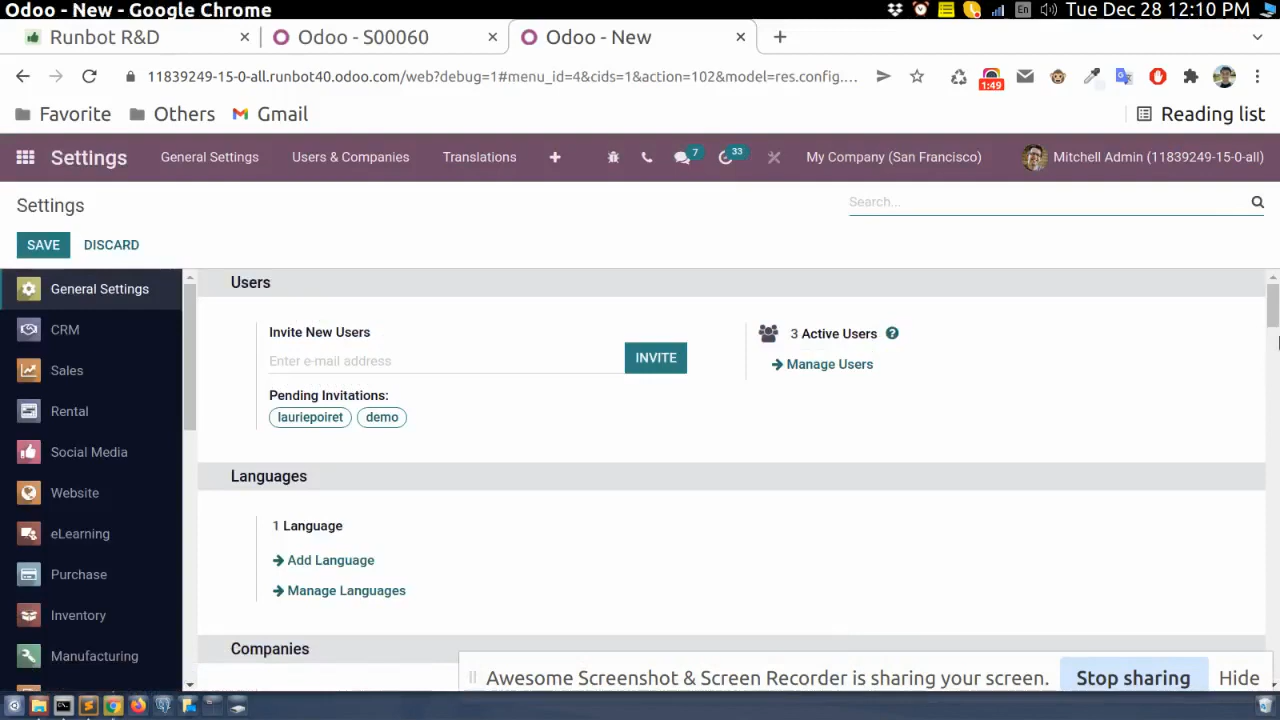 Odoo - New - Google Chrome
En
Tue Dec 28 12:10 PM
Runbot R&D
Odoo - S00060
Odoo - New
11839249-15-0-all.runbot40.odoo.com/web?debug=1#menu_id=4&cids=1&action=102&model=res.config....
1:49
Favorite
Others
Gmail
Reading list
Settings
General Settings
Users & Companies
Translations
7
33
My Company (San Francisco)
Mitchell Admin (11839249-15-0-all)
Settings
Search...
SAVE
DISCARD
General Settings
CRM
Sales
Rental
Social Media
Website
eLearning
Purchase
Inventory
Manufacturing
Users
Invite New Users
Enter e-mail address
INVITE
Pending Invitations:
lauriepoiret
demo
3 Active Users
Manage Users
Languages
1 Language
Add Language
Manage Languages
Companies
Awesome Screenshot & Screen Recorder is sharing your screen.
Stop sharing
Hide